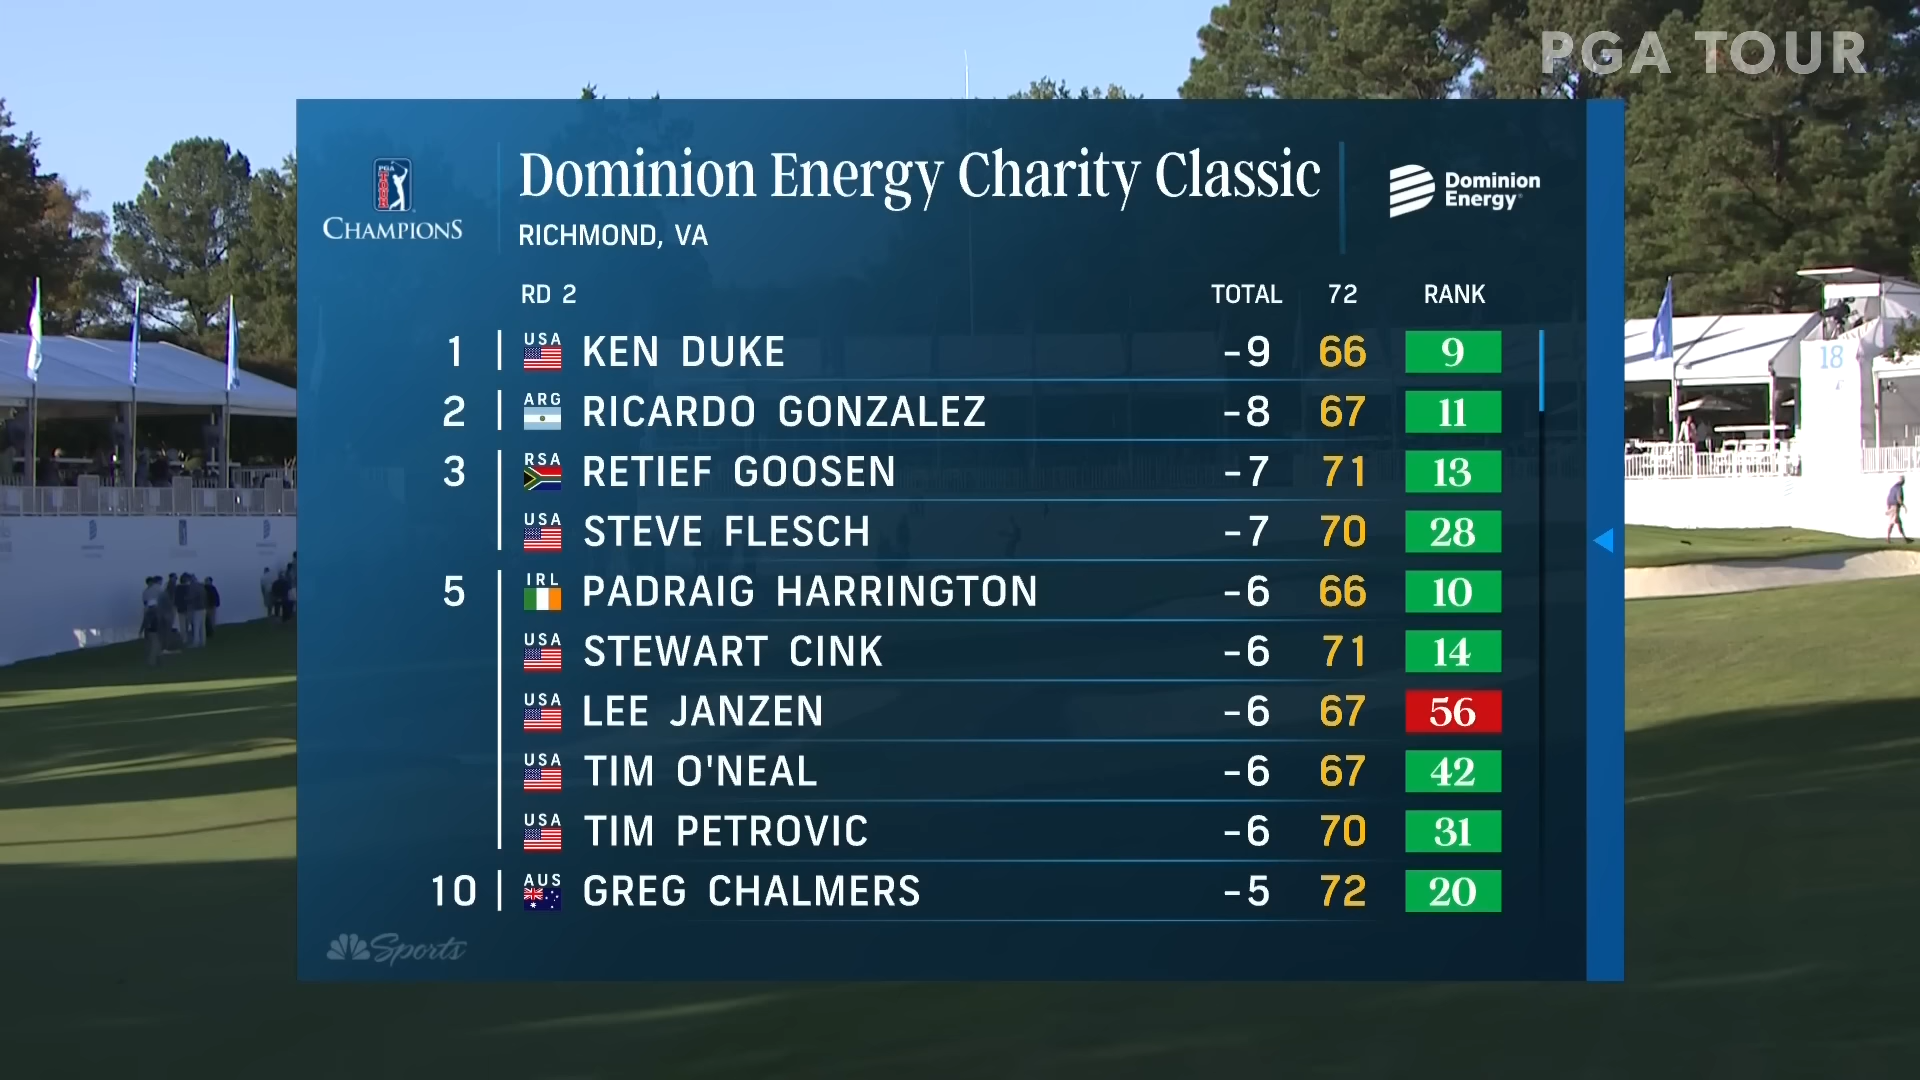 PGA TOUR
PGA TOUR
CHAMPIONS
Dominion Energy Charity Classic
RICHMOND, VA
Dominion
Energy
RD 2 TOTAL 72 RANK
1 USA KEN DUKE -9 66 9
2 ARG RICARDO GONZALEZ -8 67 11
3 RSA RETIEF GOOSEN -7 71 13
USA STEVE FLESCH -7 70 28
5 IRL PADRAIG HARRINGTON -6 66 10
USA STEWART CINK -6 71 14
USA LEE JANZEN -6 67 56
USA TIM O'NEAL -6 67 42
USA TIM PETROVIC -6 70 31
10 AUS GREG CHALMERS -5 72 20
Sports
18